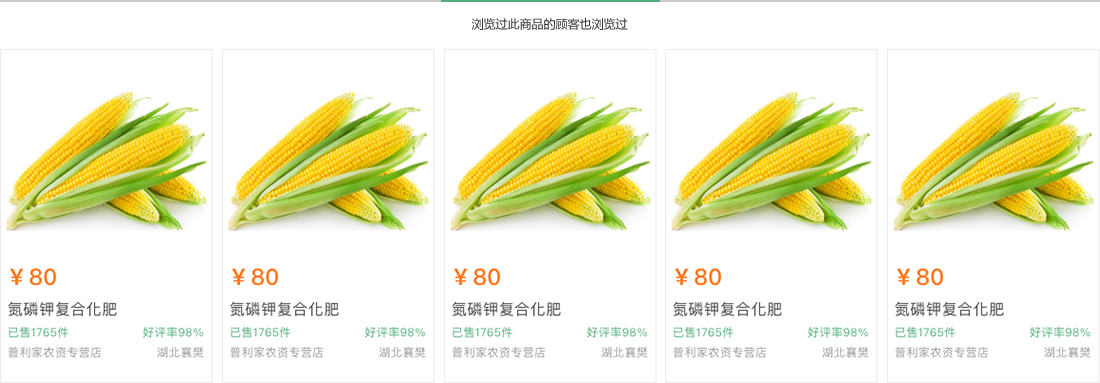 浏览过此商品的顾客也浏览过
¥ 80
氮磷钾复合化肥
已售1765件 好评率98%
普利家农资专营店 湖北襄樊
¥ 80
氮磷钾复合化肥
已售1765件 好评率98%
普利家农资专营店 湖北襄樊
¥ 80
氮磷钾复合化肥
已售1765件 好评率98%
普利家农资专营店 湖北襄樊
¥ 80
氮磷钾复合化肥
已售1765件 好评率98%
普利家农资专营店 湖北襄樊
¥ 80
氮磷钾复合化肥
已售1765件 好评率98%
普利家农资专营店 湖北襄樊